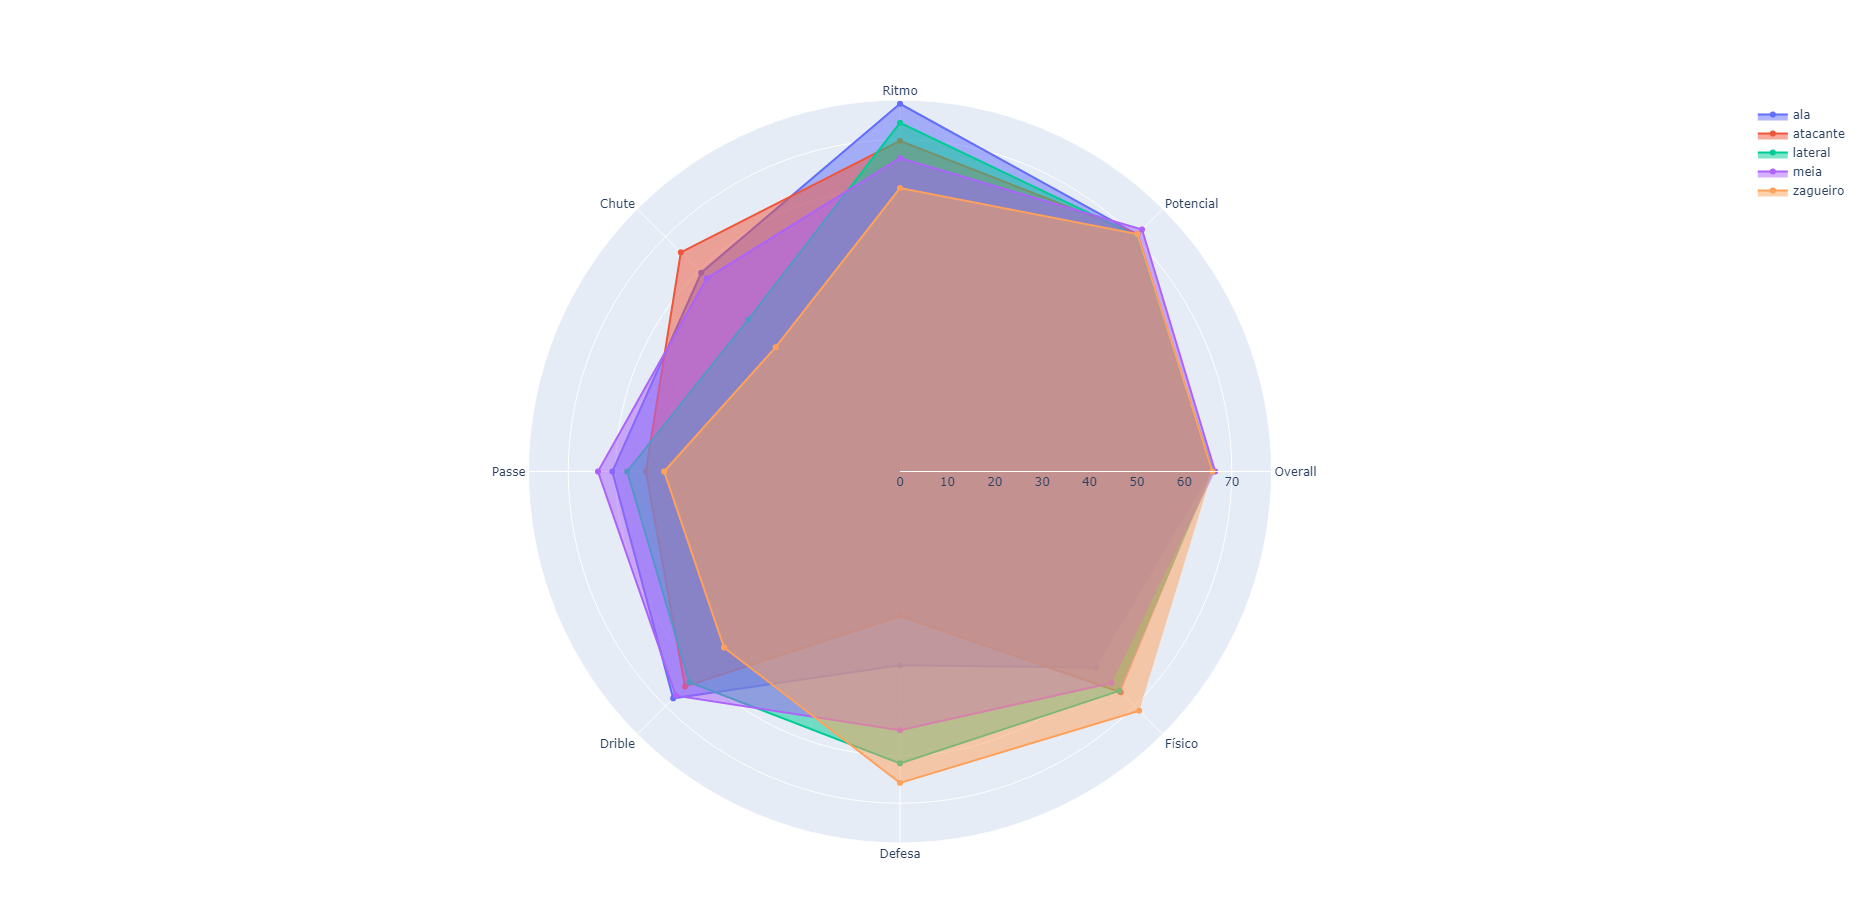 Ritmo
ala
atacante
lateral
meia
zagueiro
Chute
Potencial
Passe
Overall
0 10 20 30 40 50 60 70
Drible
Físico
Defesa